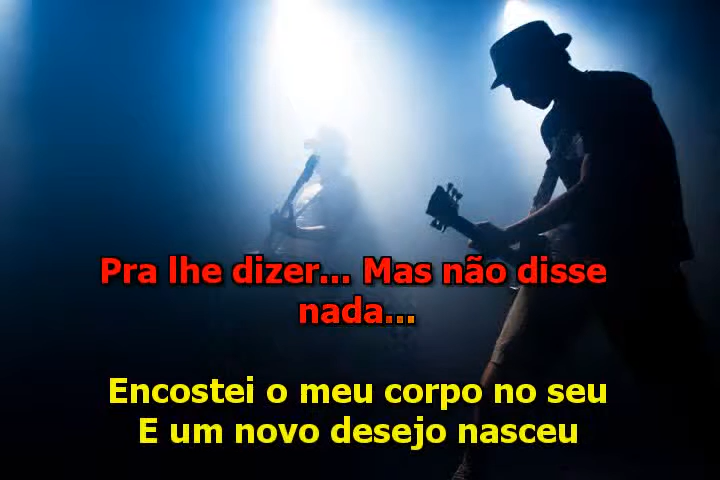 Pra lhe dizer... Mas não disse
nada...
Encostei o meu corpo no seu
E um novo desejo nasceu